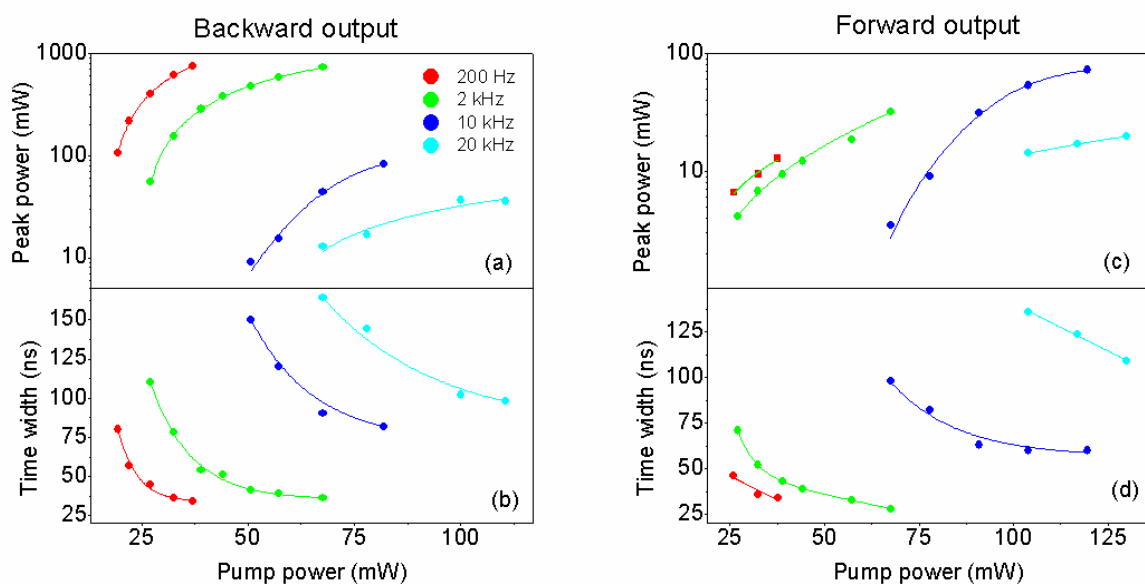 Backward output
Forward output
1000
100
10
Peak power (mW)
200 Hz
2 kHz
10 kHz
20 kHz
(a)
100
10
Peak power (mW)
(c)
150
125
100
75
50
25
Time width (ns)
(b)
25
50
75
100
Pump power (mW)
125
100
75
50
25
Time width (ns)
(d)
25
50
75
100
125
Pump power (mW)